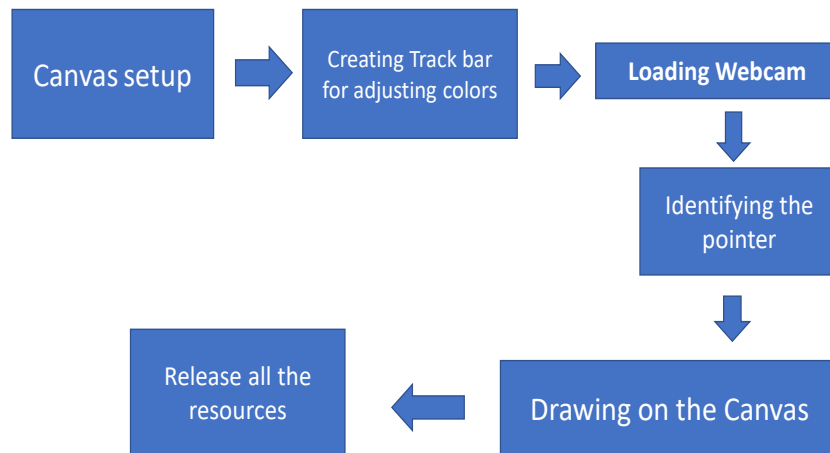 Canvas setup
Creating Track bar
for adjusting colors
Loading Webcam
Identifying the
pointer
Drawing on the Canvas
Release all the
resources